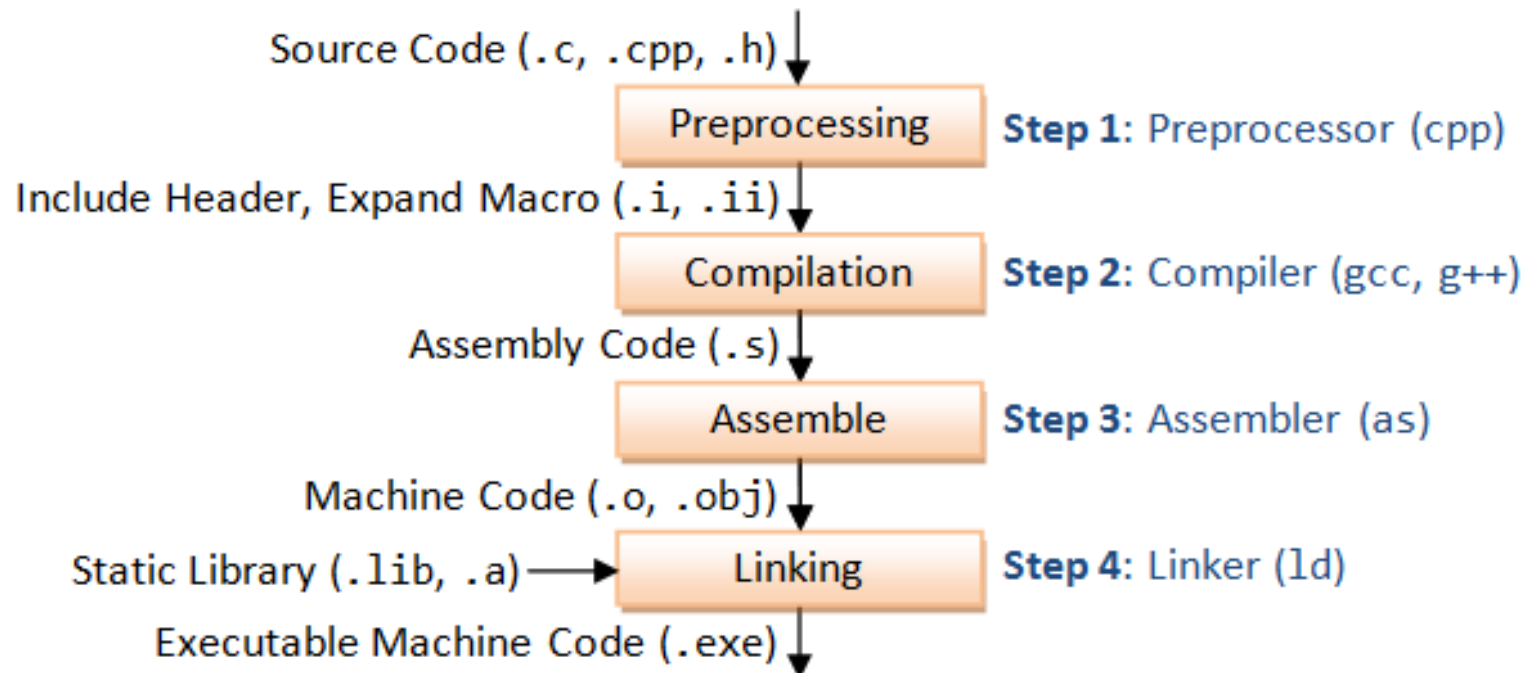 Source Code (.c, .cpp, .h)
Preprocessing
Step 1: Preprocessor (cpp)
Include Header, Expand Macro (.i, .ii)
Compilation
Step 2: Compiler (gcc, g++)
Assembly Code (.s)
Assemble
Step 3: Assembler (as)
Machine Code (.o, .obj)
Static Library (.lib, .a)
Linking
Step 4: Linker (ld)
Executable Machine Code (.exe)